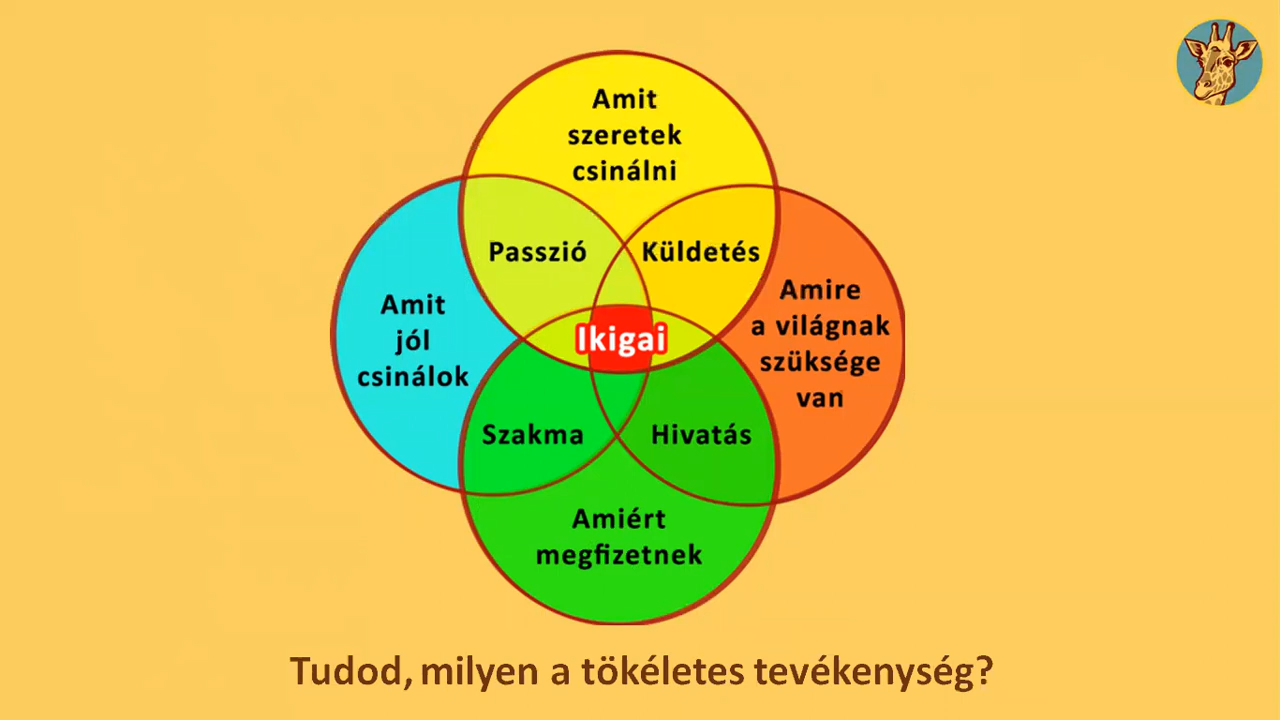 Amit
szeretek
csinálni
Passzió
Küldetés
Amit
jól
csinálok
Ikigai
Amire
a világnak
szüksége
van
Szakma
Hivatás
Amiért
megfizetnek
Tudod, milyen a tökéletes tevékenység?